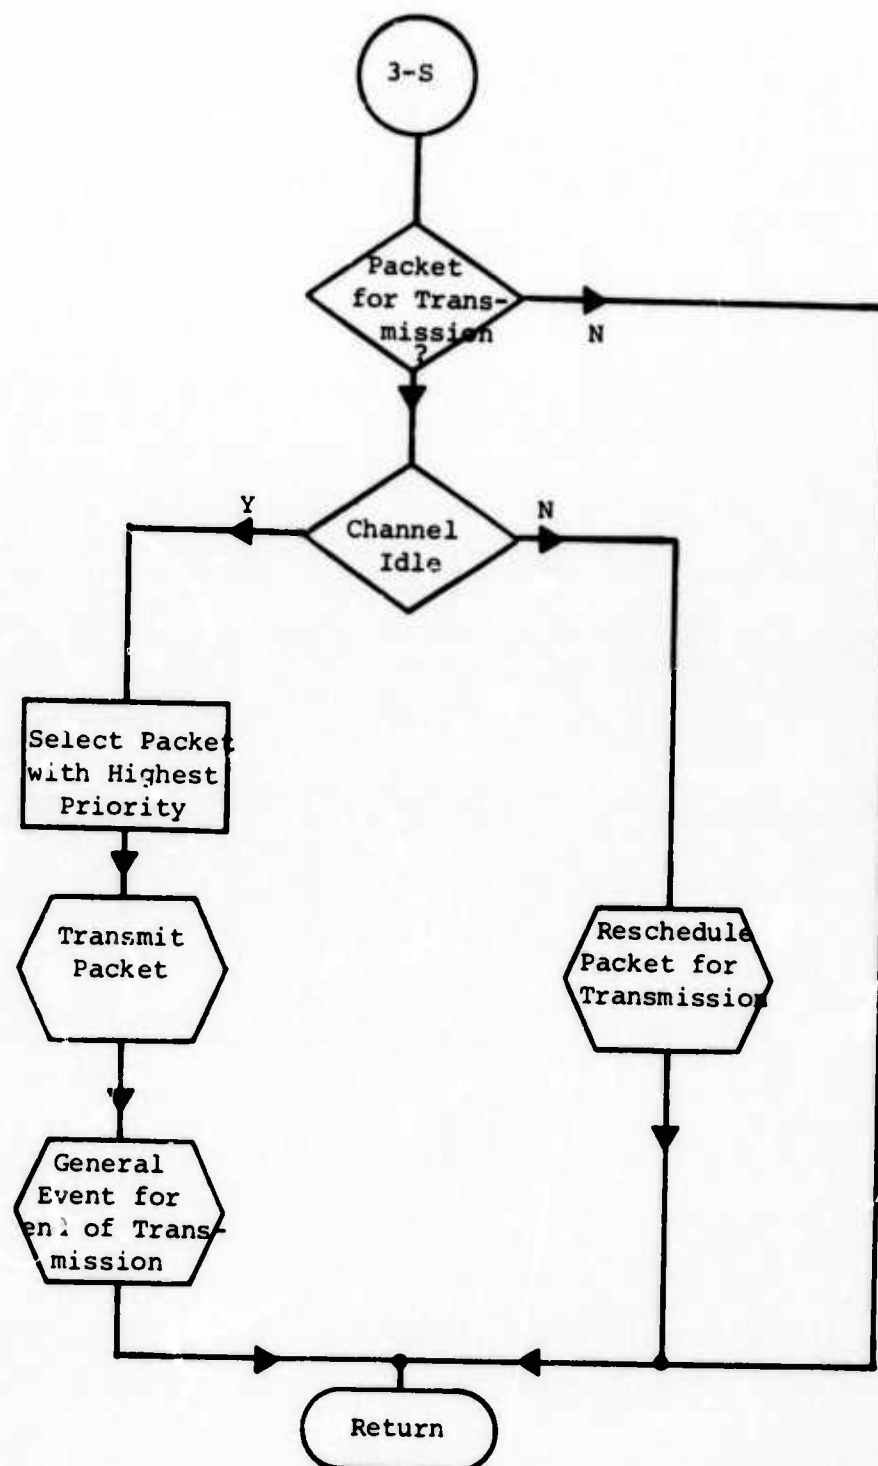 3-S
Packet
for Trans-
mission
?
N
Y
N
Channel
Idle
Select Packet
with Highest
Priority
Transmit
Packet
Reschedule
Packet for
Transmission
General
Event for
end of Trans-
mission
Return